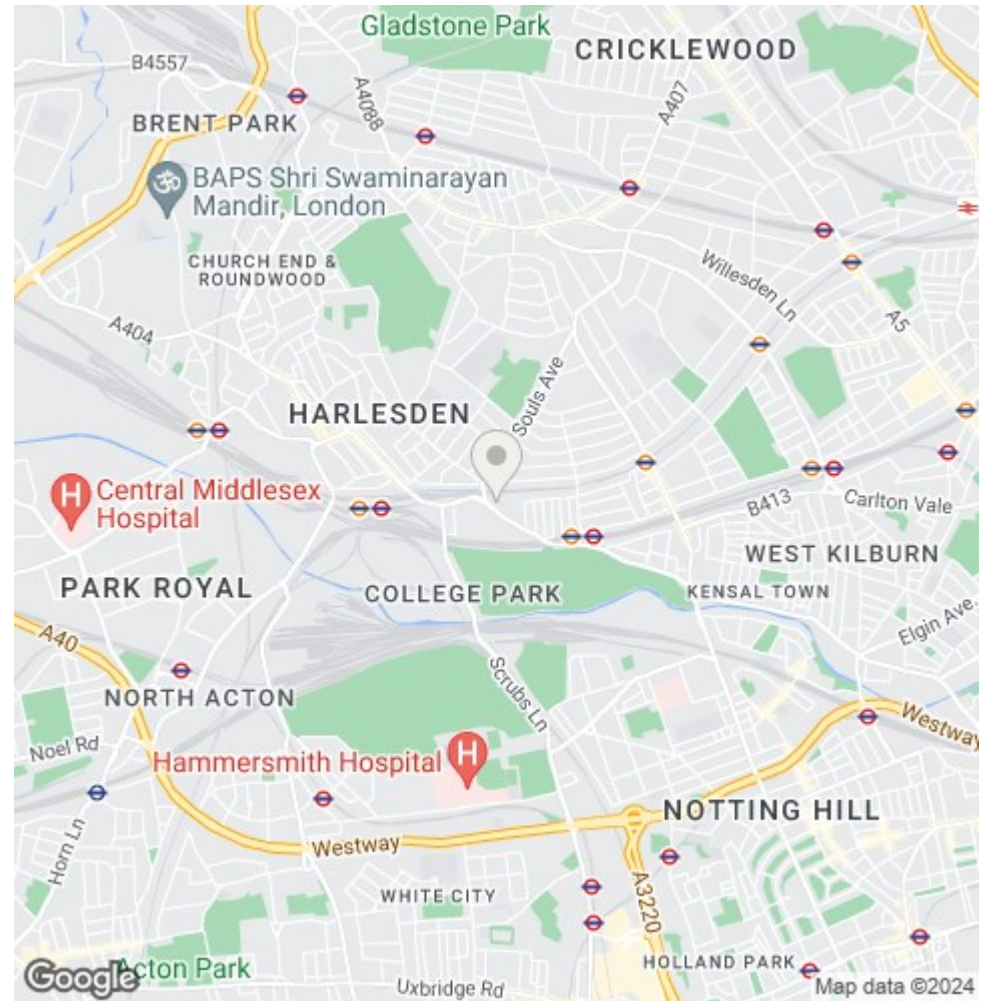 Gladstone Park
CRICKLEWOOD
B4557
A4088
A407
BRENT PARK
BAPS Shri Swaminarayan
Mandir, London
CHURCH END &
ROUNDWOOD
Willesden Ln
A404
A5
Souls Ave
HARLESDEN
H
Central Middlesex
Hospital
B413
Carlton Vale
WEST KILBURN
PARK ROYAL
COLLEGE PARK
KENSAL TOWN
Elgin Ave.
A40
NORTH ACTON
Scrubs Ln
Noel Rd
Westway
Hammersmith Hospital
H
NOTTING HILL
Horn Ln
Westway
A3220
WHITE CITY
HOLLAND PARK
Acton Park
Google
Uxbridge Rd
Map data ©2024